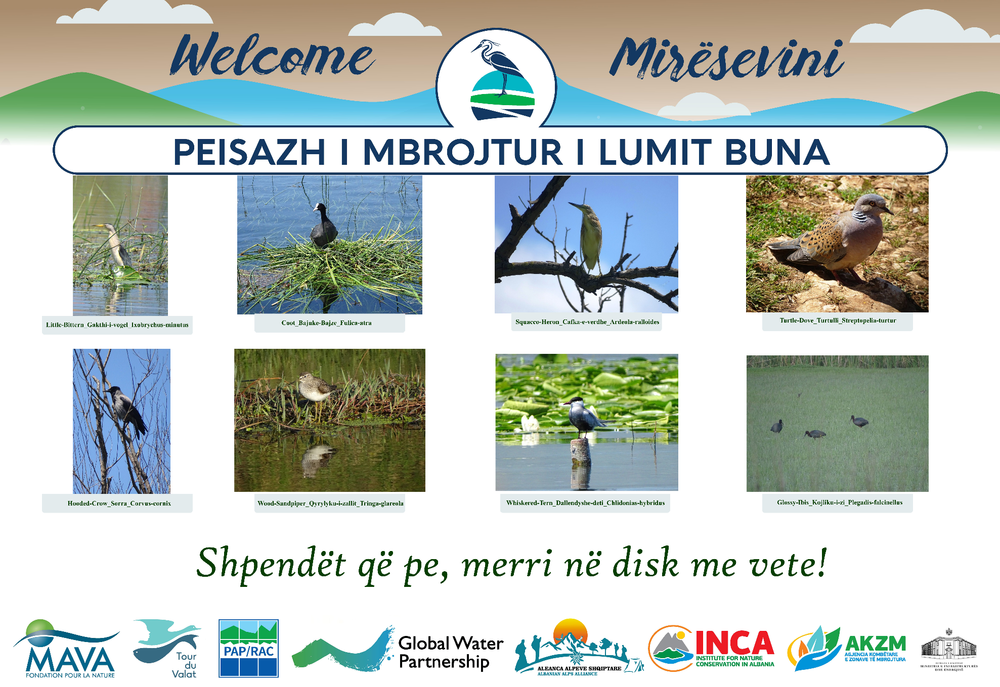 Welcome
Mirësevini
PEISAZH I MBROJTUR I LUMIT BUNA
Little-Bittern_Gakthi-i-vogel_Ixobrychus-minutus
Coot_Bajuke-Bajze_Fulica-atra
Squacco-Heron_Cafka-e-verdhe_Ardeola-ralloides
Turtle-Dove_Turtulli_Streptopelia-turtur
Hooded-Crow_Sorra_Corvus-cornix
Wood-Sandpiper_Qyrylyku-i-zallit_Tringa-glareola
Whiskered-Tern_Dallendyshe-deti_Chlidonias-hybridus
Glossy-Ibis_Kojliku-i-zi_Plegadis-falcinellus
Shpendët që pe, merri në disk me vete!
MAVA
FONDATION POUR LA NATURE
Tour
du
Valat
PAP/RAC
Global Water
Partnership
ALEANCA ALPEVE SHQIPTARE
ALBANIAN ALPS ALLIANCE
INCA
INSTITUTE FOR NATURE
CONSERVATION IN ALBANIA
AKZM
AGJENCIA KOMBËTARE
E ZONAVE TË MBROJTURA
REPUBLIKA E SHQIPËRISË
MINISTRIA E INFRASTRUKTURËS
DHE ENERGJISË